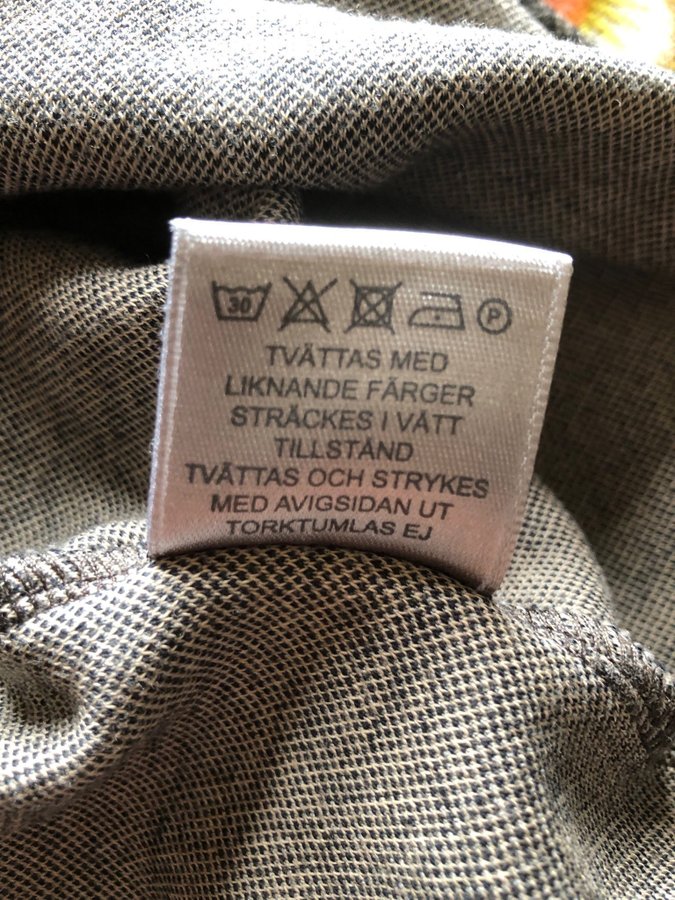 30 P
TVÄTTAS MED
LIKNANDE FÄRGER
STRÄCKES I VÅTT
TILLSTÅND
TVÄTTAS OCH STRYKES
MED AVIGSIDAN UT
TORKTUMLAS EJ